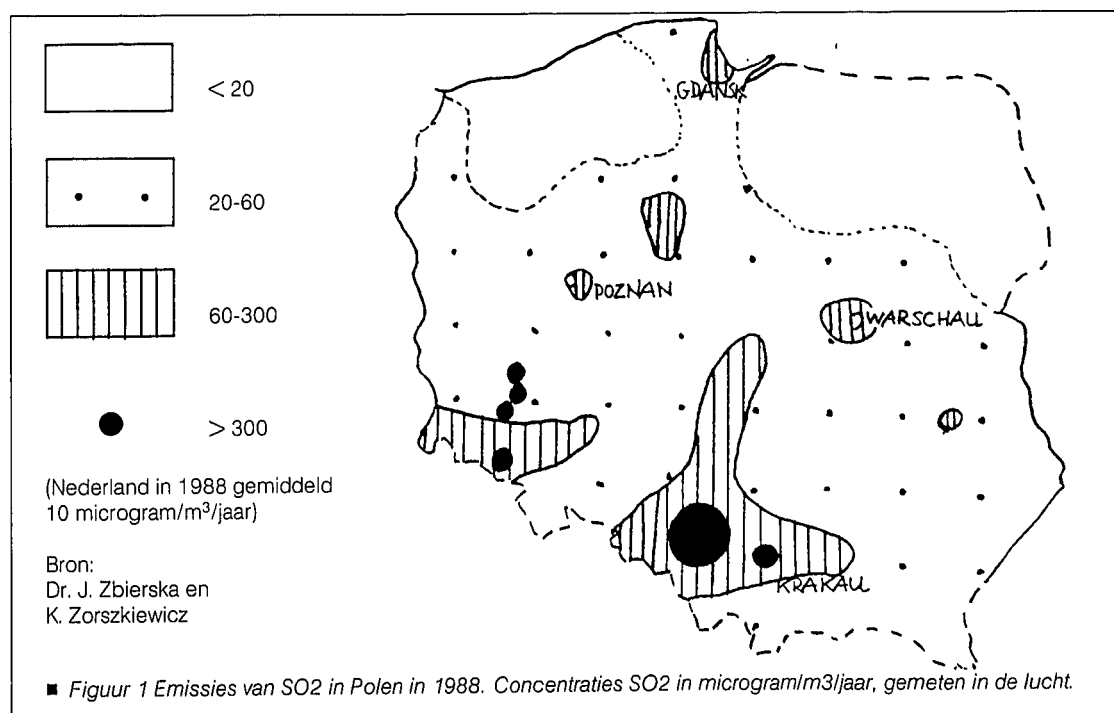 < 20
20-60
60-300
> 300
(Nederland in 1988 gemiddeld
10 microgram/m³/jaar)
Bron:
Dr. J. Zbierska en
K. Zorszkiewicz
GDANSK
POZNAN
WARSCHAU
KRAKAU
■ Figuur 1 Emissies van SO2 in Polen in 1988. Concentraties SO2 in microgram/m3/jaar, gemeten in de lucht.